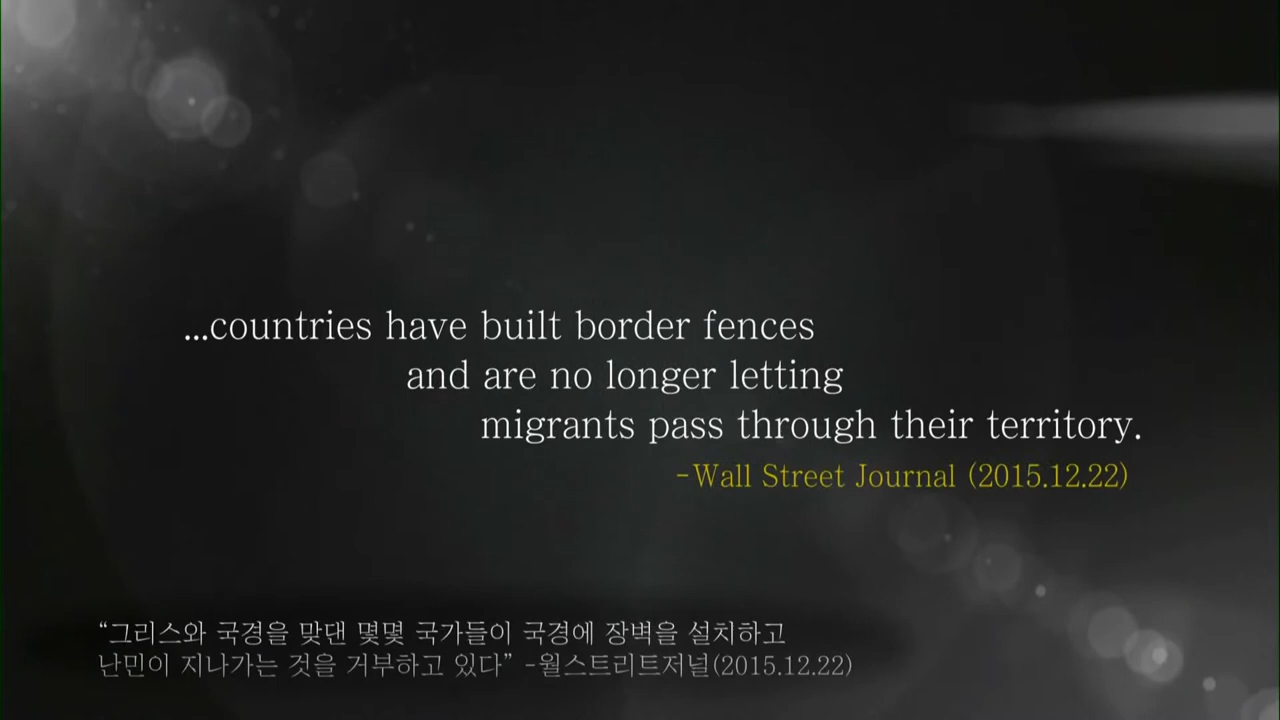 ...countries have built border fences
and are no longer letting
migrants pass through their territory.
-Wall Street Journal (2015.12.22)
“그리스와 국경을 맞댄 몇몇 국가들이 국경에 장벽을 설치하고
난민이 지나가는 것을 거부하고 있다” -월스트리트저널(2015.12.22)